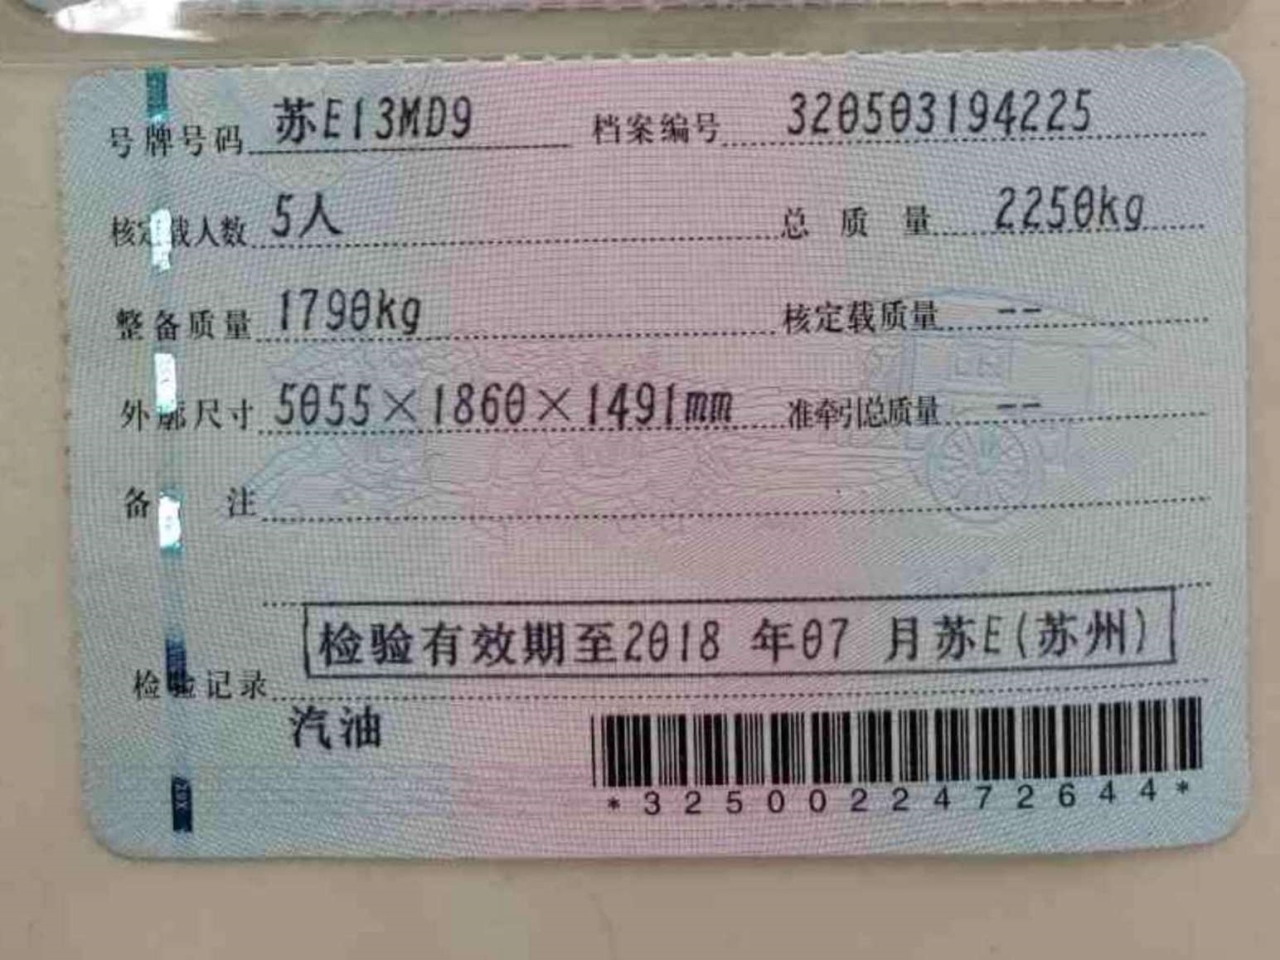 号牌号码 苏E13MD9 档案编号 320503194225
核定载人数 5人 总质量 2250kg
整备质量 1790kg 核定载质量 --
外廓尺寸 5055×1860×1491mm 准牵引总质量 --
备注
检验有效期至2018 年07 月苏E(苏州)
检验记录
汽油
*3250022472644*